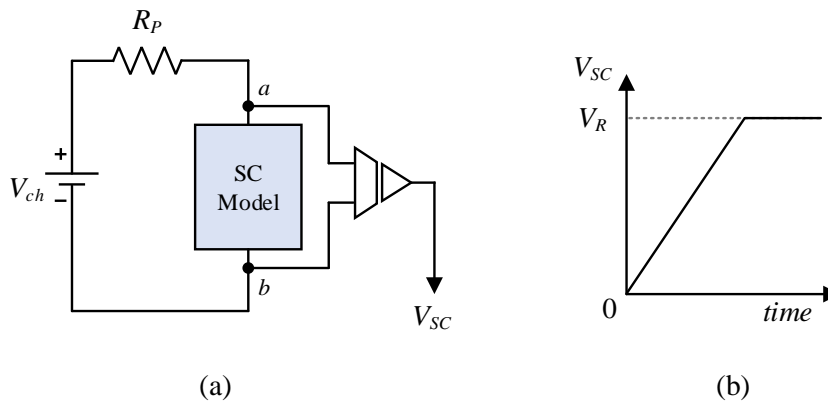 R_P
a
+
SC
Model
V_ch
−
b
V_SC
(a)
V_SC
V_R
0
time
(b)